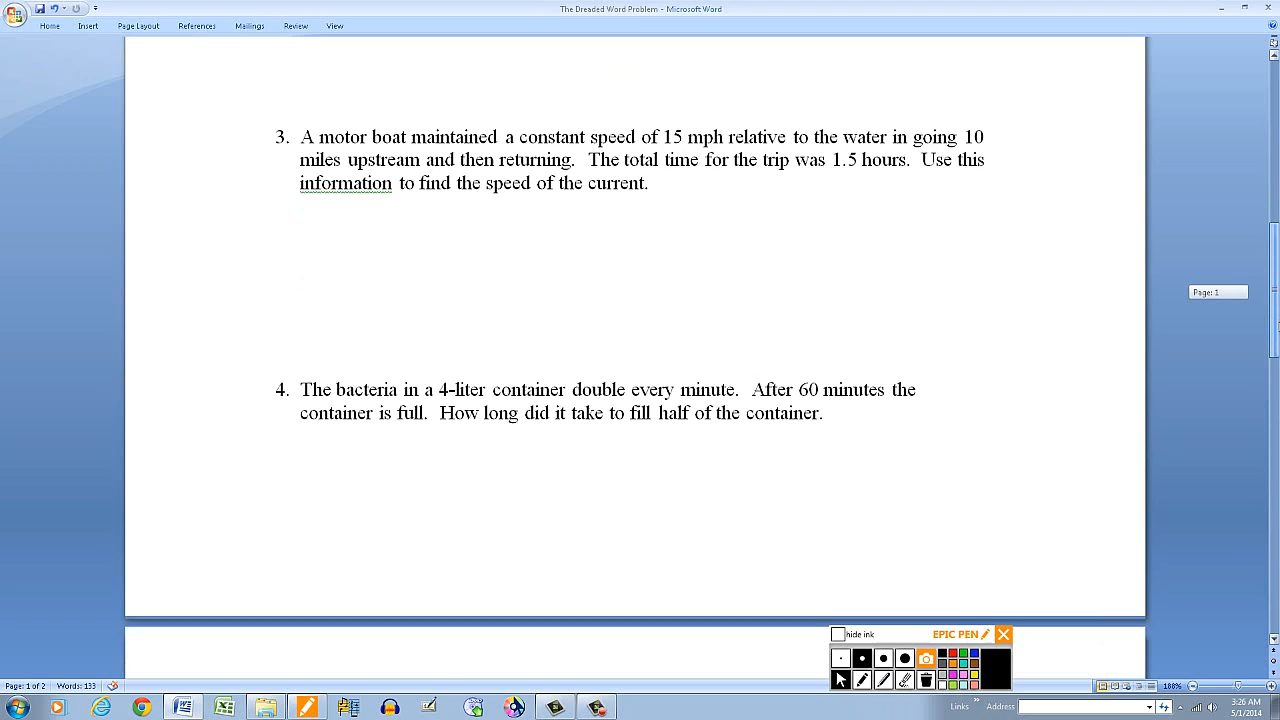 The Dreaded Word Problem - Microsoft Word
Home Insert Page Layout References Mailings Review View
3. A motor boat maintained a constant speed of 15 mph relative to the water in going 10
miles upstream and then returning. The total time for the trip was 1.5 hours. Use this
information to find the speed of the current.
Page: 1
4. The bacteria in a 4-liter container double every minute. After 60 minutes the
container is full. How long did it take to fill half of the container.
hide ink EPIC PEN
Page: 1 of 2 Words: 133 188%
Links Address 3:26 AM
5/1/2014